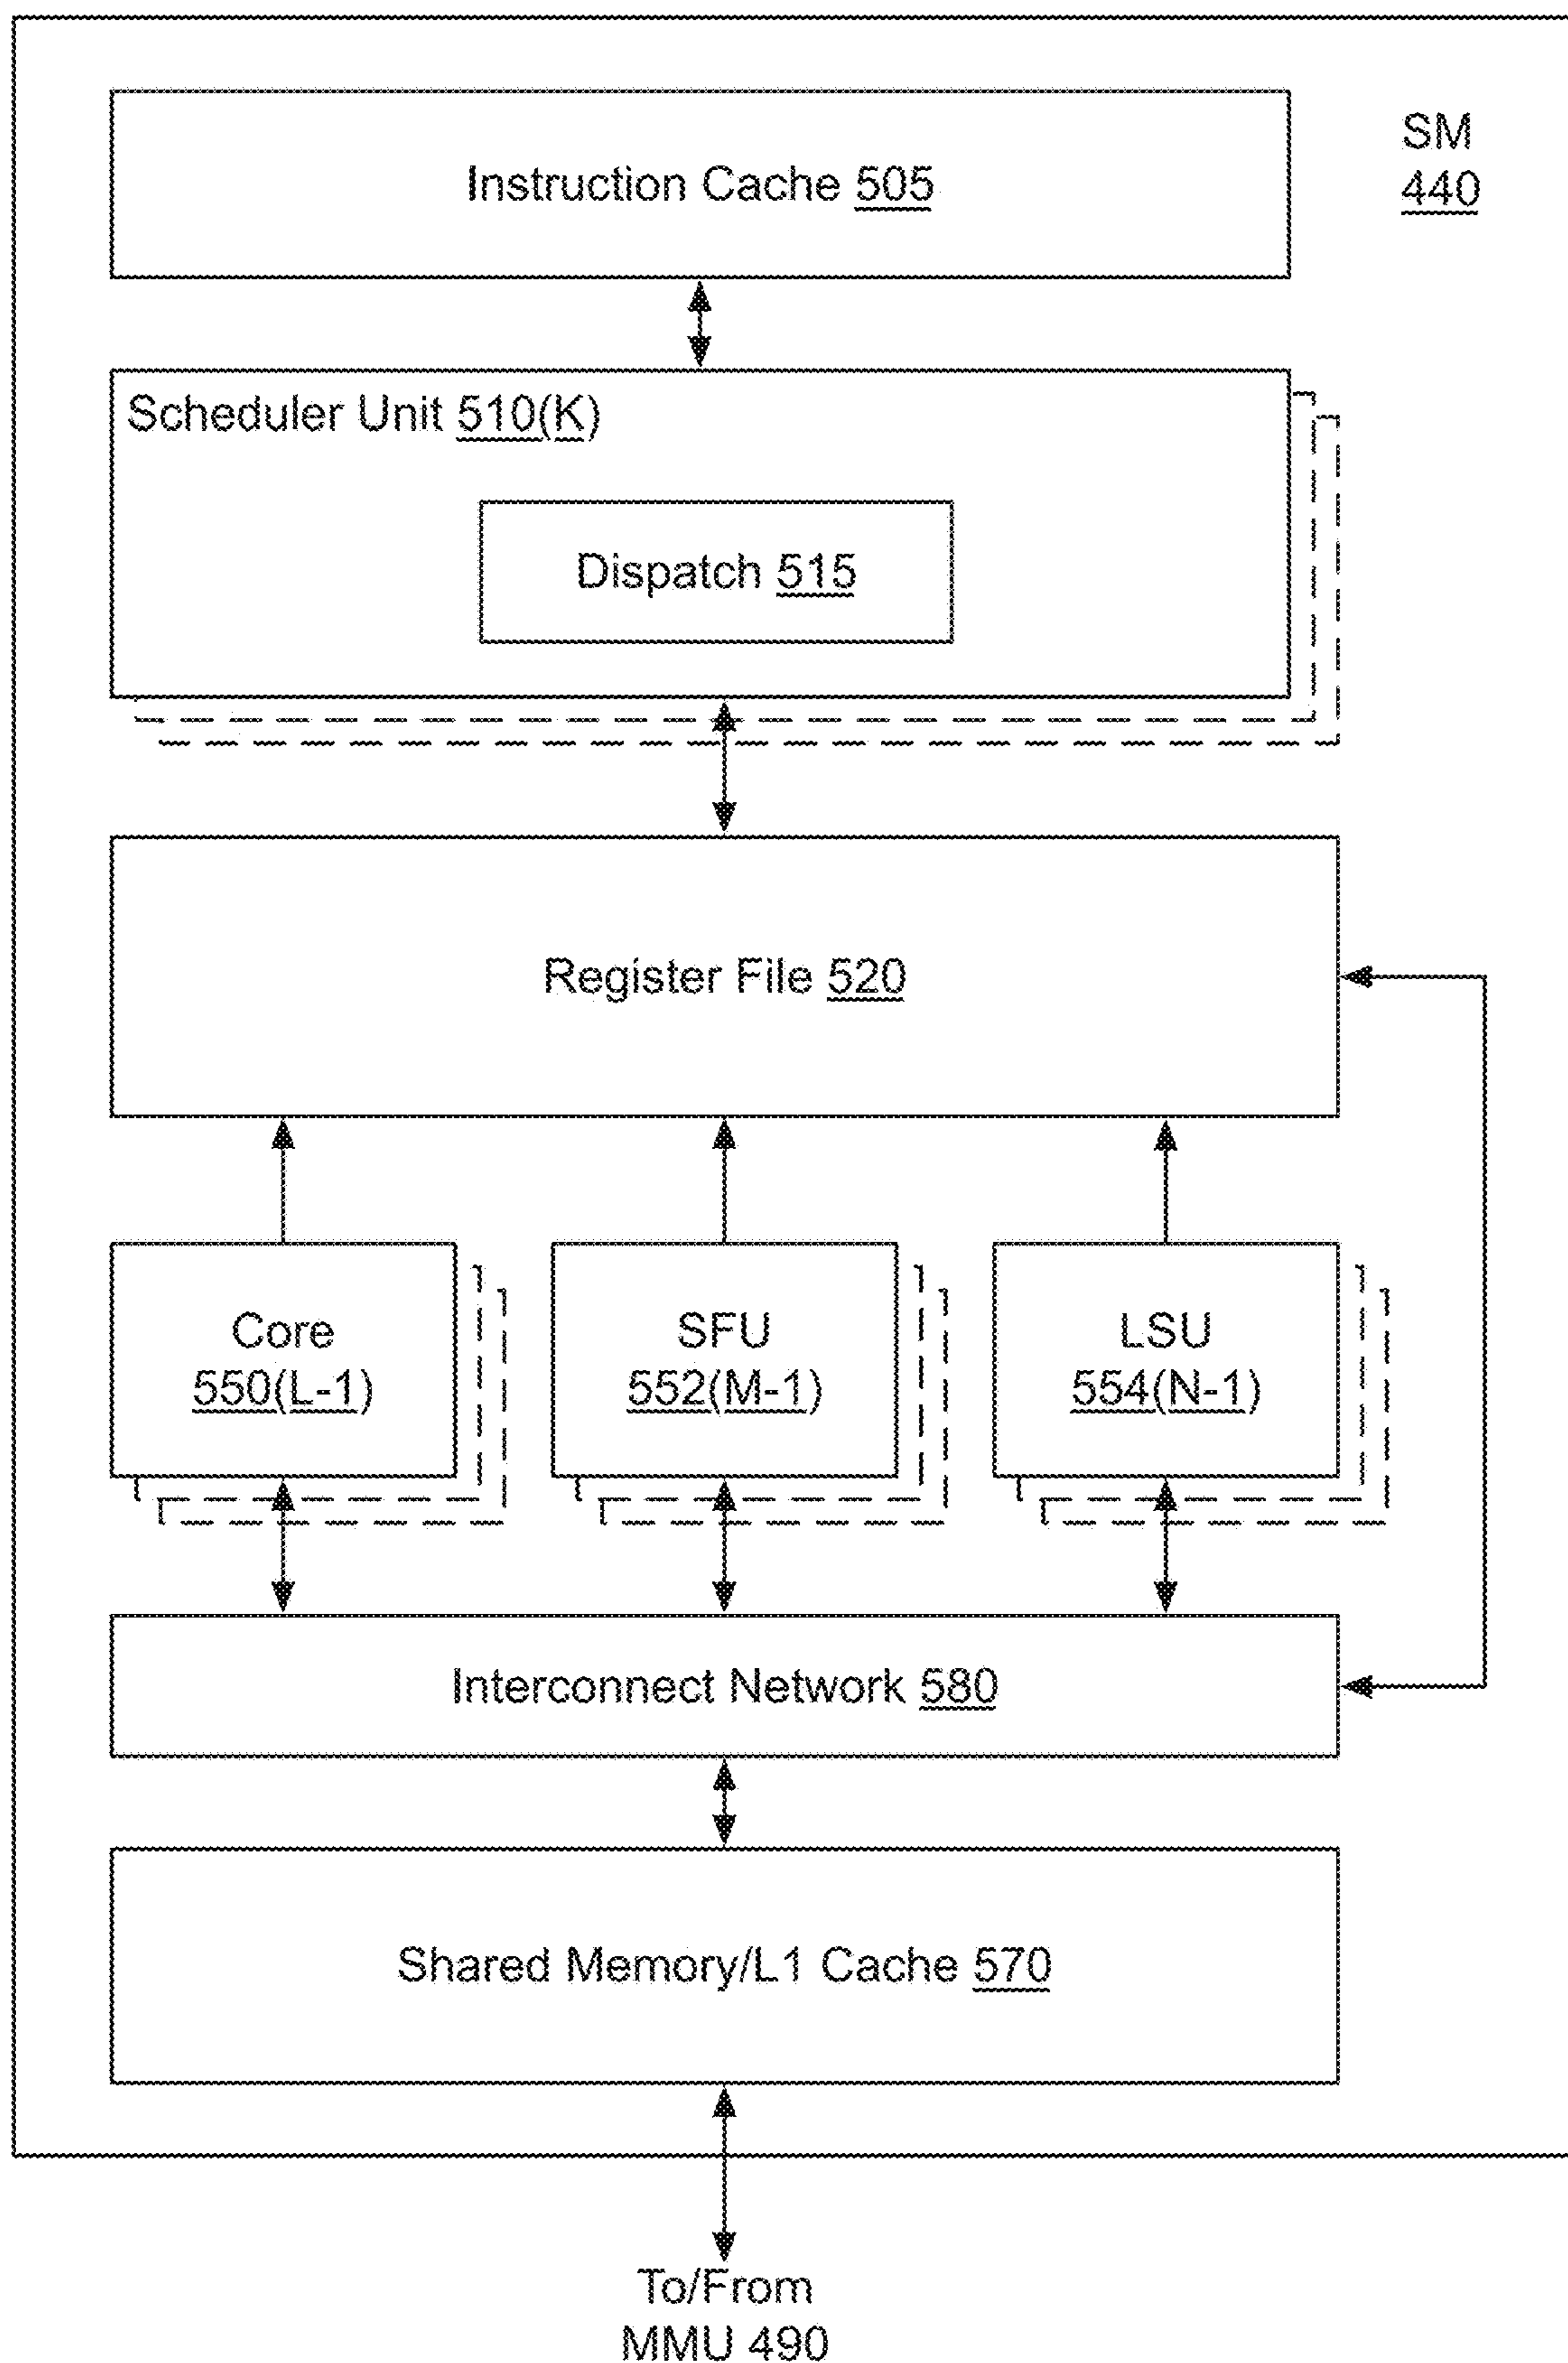 Instruction Cache 505
SM
440
Scheduler Unit 510(K)
Dispatch 515
Register File 520
Core
550(L-1)
SFU
552(M-1)
LSU
554(N-1)
Interconnect Network 580
Shared Memory/L1 Cache 570
To/From
MMU 490